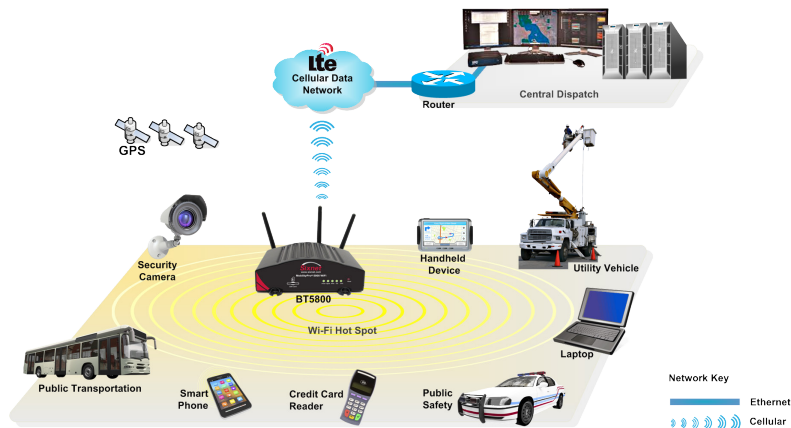 Lte
Cellular Data
Network
Router
Central Dispatch
GPS
Security
Camera
BT5800
Handheld
Device
Utility Vehicle
Wi-Fi Hot Spot
Laptop
Public Transportation
Smart
Phone
Credit Card
Reader
Public
Safety
Network Key
Ethernet
Cellular